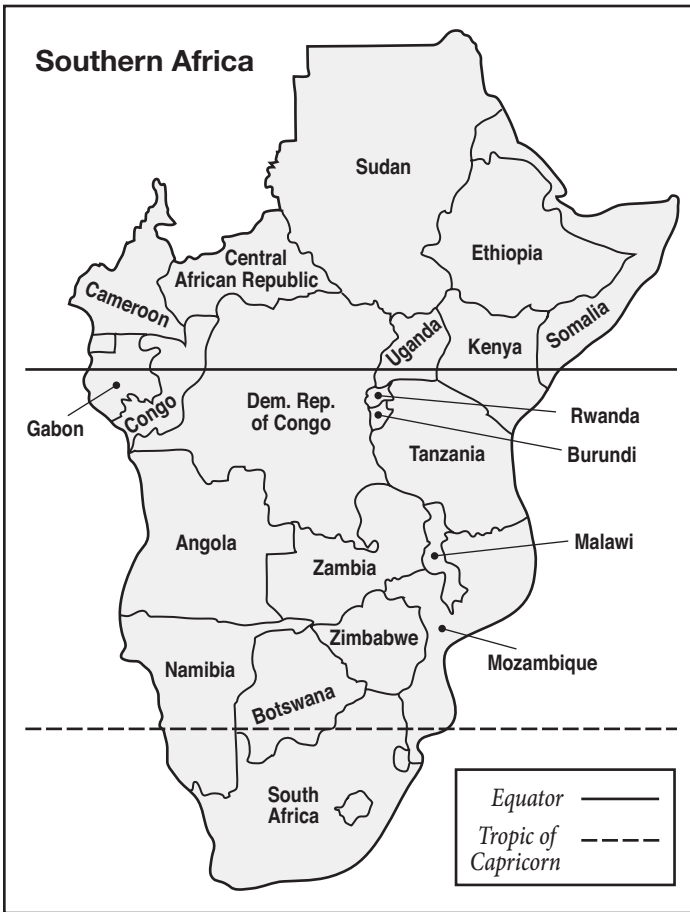 Southern Africa
Sudan
Ethiopia
Central
African Republic
Cameroon
Somalia
Uganda
Kenya
Gabon
Congo
Dem. Rep.
of Congo
Rwanda
Burundi
Tanzania
Angola
Zambia
Malawi
Zimbabwe
Mozambique
Namibia
Botswana
South
Africa
Equator
Tropic of
Capricorn